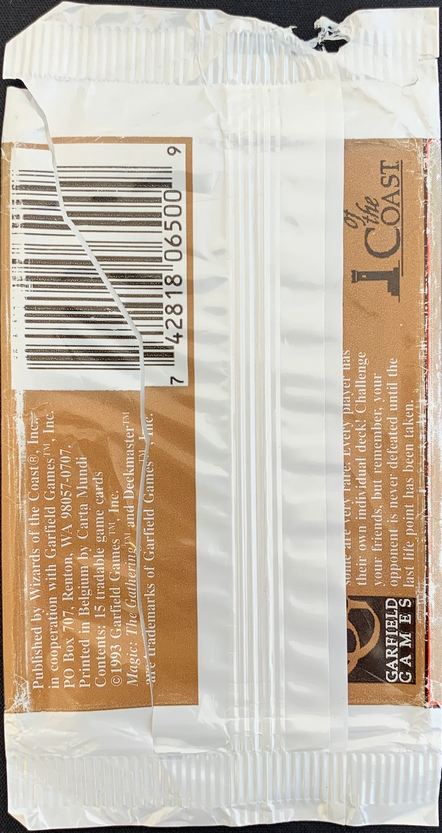 Published by Wizards of the Coast®, Inc.
in cooperation with Garfield Games™, Inc.
PO Box 707, Renton, WA 98057-0707.
Printed in Belgium by Carta Mundi
Contents: 15 tradable game cards
©1993 Garfield Games™, Inc.
Magic: The Gathering™ and Deckmaster™
are trademarks of Garfield Games™, Inc.
7 42818 06500 9
are very rare. Every player has
their own individual deck! Challenge
your friends, but remember, your
opponent is never defeated until the
last life point has been taken.
GARFIELD
GAMES
of the
COAST